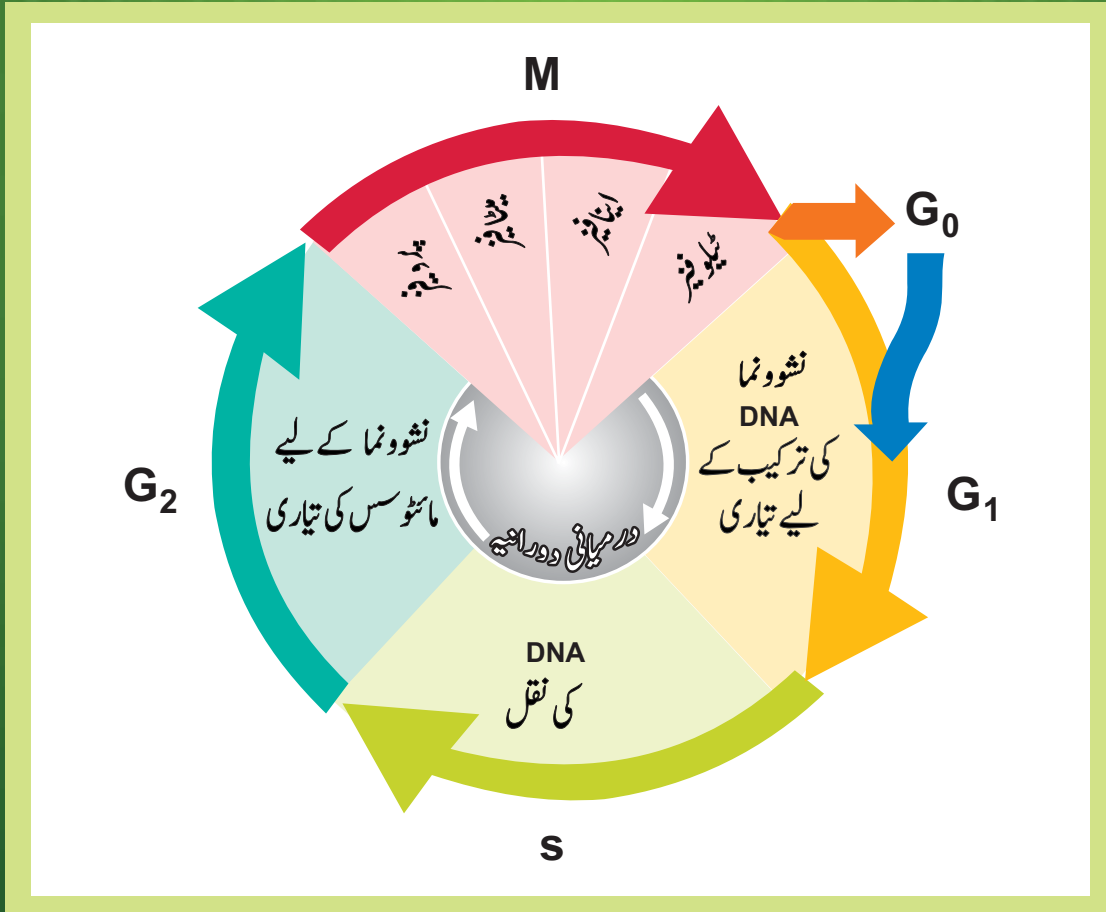 M
پروفیز
میٹافیز
اینافیز
ٹیلوفیز
G₀
نشوونما
DNA
کی ترکیب کے
لیے تیاری
G₁
درمیانی دورانیہ
نشوونما کے لیے
مائٹوسس کی تیاری
G₂
DNA
کی نقل
s